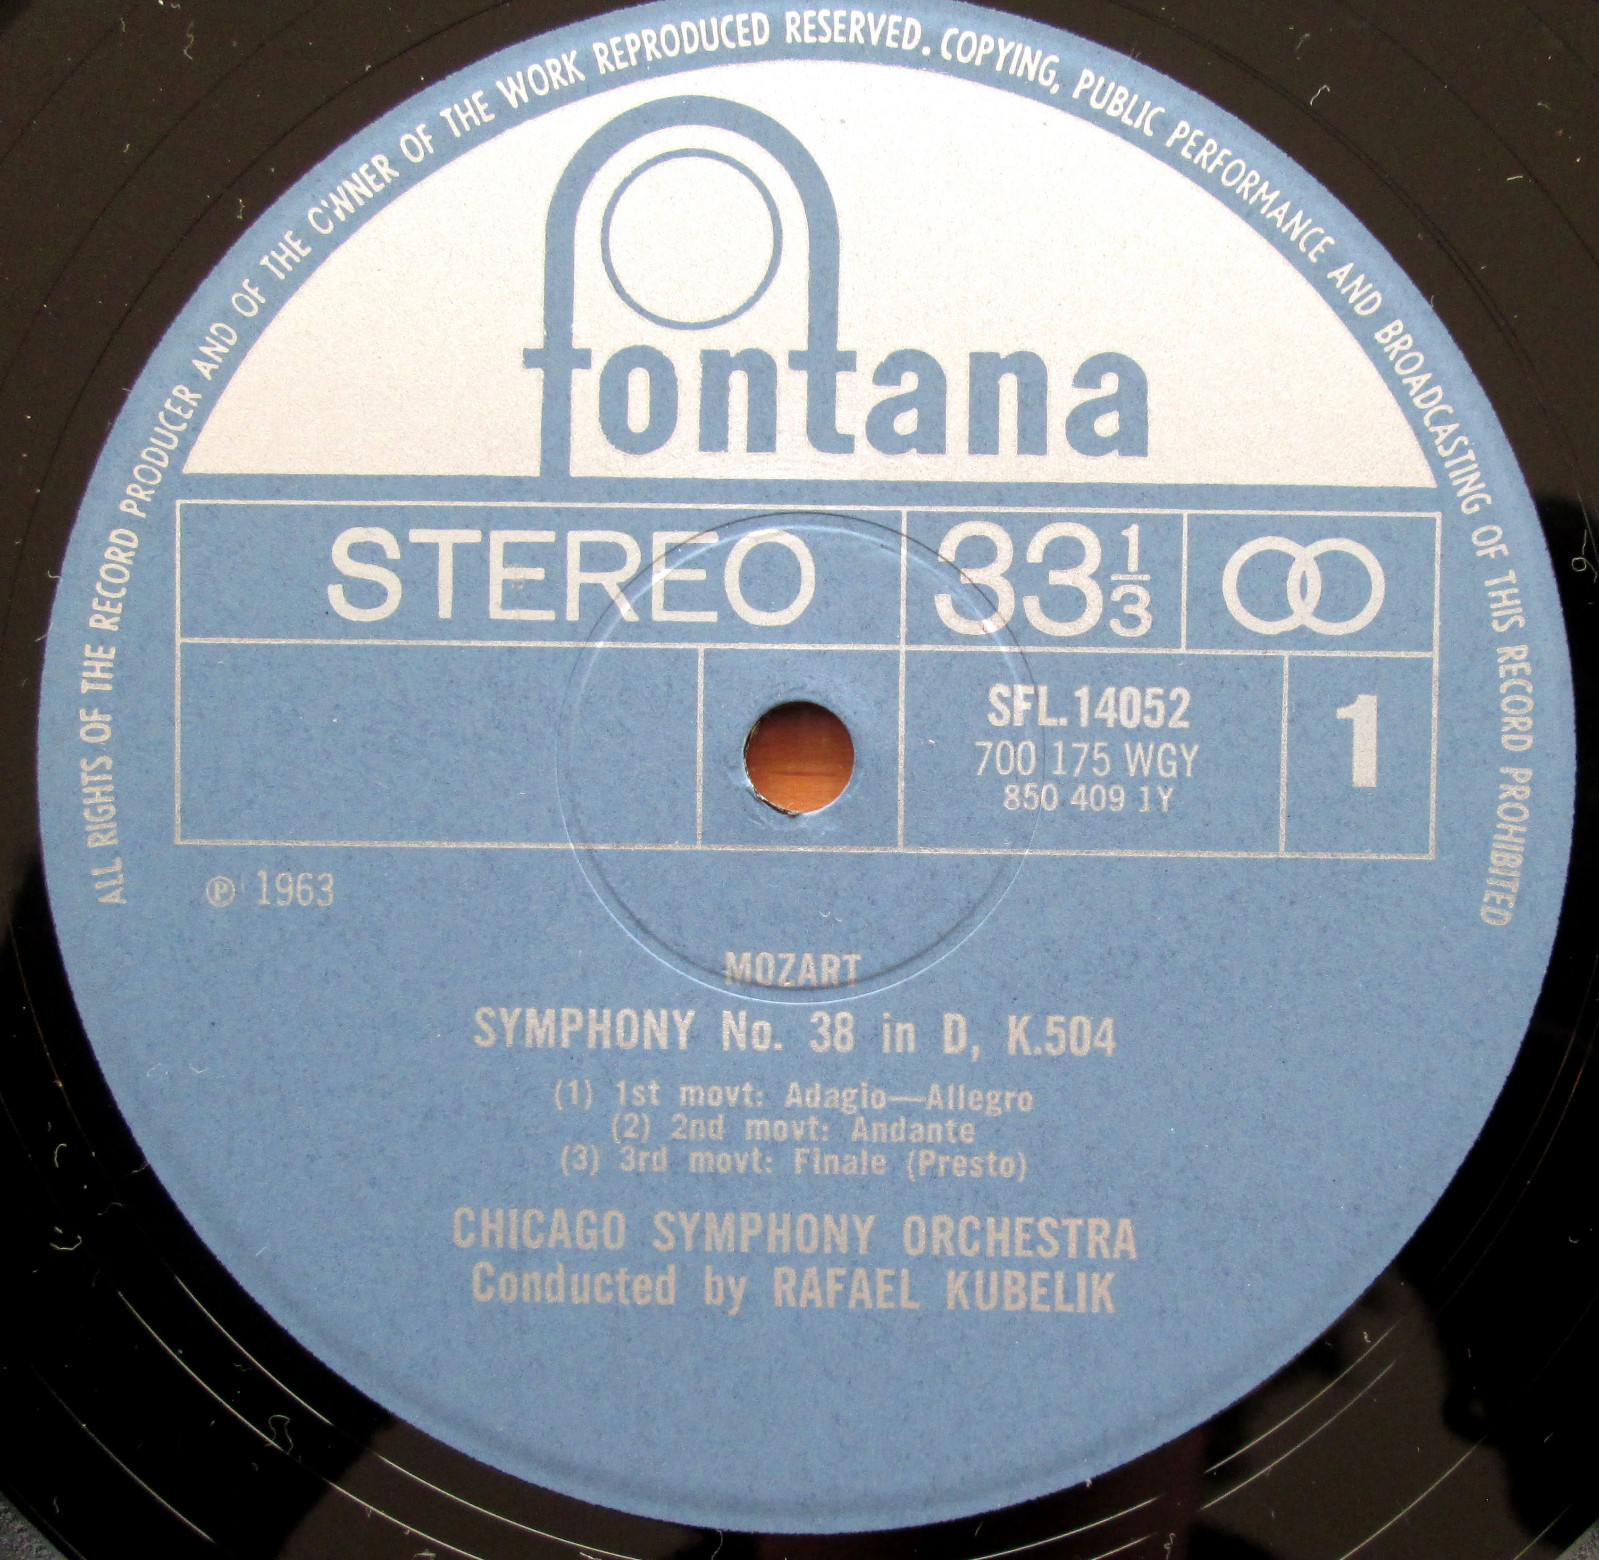 ALL RIGHTS OF THE RECORD PRODUCER AND OF THE OWNER OF THE WORK REPRODUCED RESERVED. COPYING, PUBLIC PERFORMANCE AND BROADCASTING OF THIS RECORD PROHIBITED
fontana
STEREO 33 1/3
SFL.14052 1
700 175 WGY
850 409 1Y
℗ 1963
MOZART
SYMPHONY No. 38 in D, K.504
(1) 1st movt: Adagio—Allegro
(2) 2nd movt: Andante
(3) 3rd movt: Finale (Presto)
CHICAGO SYMPHONY ORCHESTRA
Conducted by RAFAEL KUBELIK